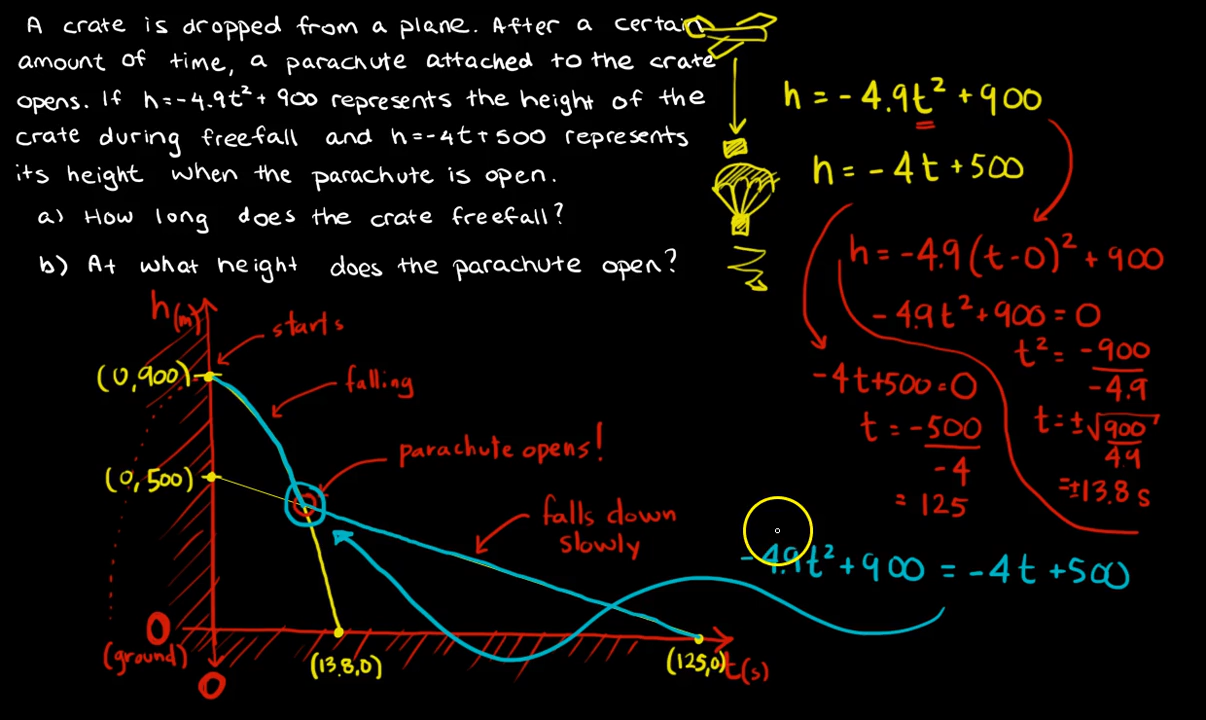 A crate is dropped from a plane. After a certain
amount of time, a parachute attached to the crate
opens. If h=-4.9t²+900 represents the height of the
crate during freefall and h=-4t+500 represents
its height when the parachute is open.
a) How long does the crate freefall?
b) At what height does the parachute open?
h = -4.9t²+900
h = -4t+500
h = -4.9(t-0)²+900
-4.9t²+900=0
t² = -900
-4.9
t=±√900
4.9
=±13.8s
-4t+500=0
t = -500
-4
= 125
-4.9t²+900 = -4t+500
h(m)
starts
(0,900)
falling
parachute opens!
(0,500)
falls down
slowly
0
(ground)
0
(13.8,0)
(125,0)
t(s)